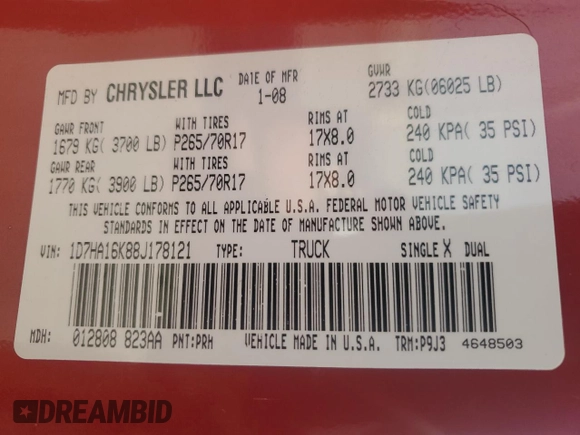 MFD BY CHRYSLER LLC DATE OF MFR 1-08 GVWR 2733 KG(06025 LB)
GAWR FRONT WITH TIRES RIMS AT COLD
1679 KG( 3700 LB) P265/70R17 17X8.0 240 KPA( 35 PSI)
GAWR REAR WITH TIRES RIMS AT COLD
1770 KG( 3900 LB) P265/70R17 17X8.0 240 KPA( 35 PSI)
THIS VEHICLE CONFORMS TO ALL APPLICABLE U.S.A. FEDERAL MOTOR VEHICLE SAFETY
STANDARDS IN EFFECT ON THE DATE OF MANUFACTURE SHOWN ABOVE.
VIN: 1D7HA16K88J178121 TYPE: TRUCK SINGLE X DUAL
MDH: 012808 823AA PNT:PRH VEHICLE MADE IN U.S.A. TRM:P9J3 4648503
DREAMBID